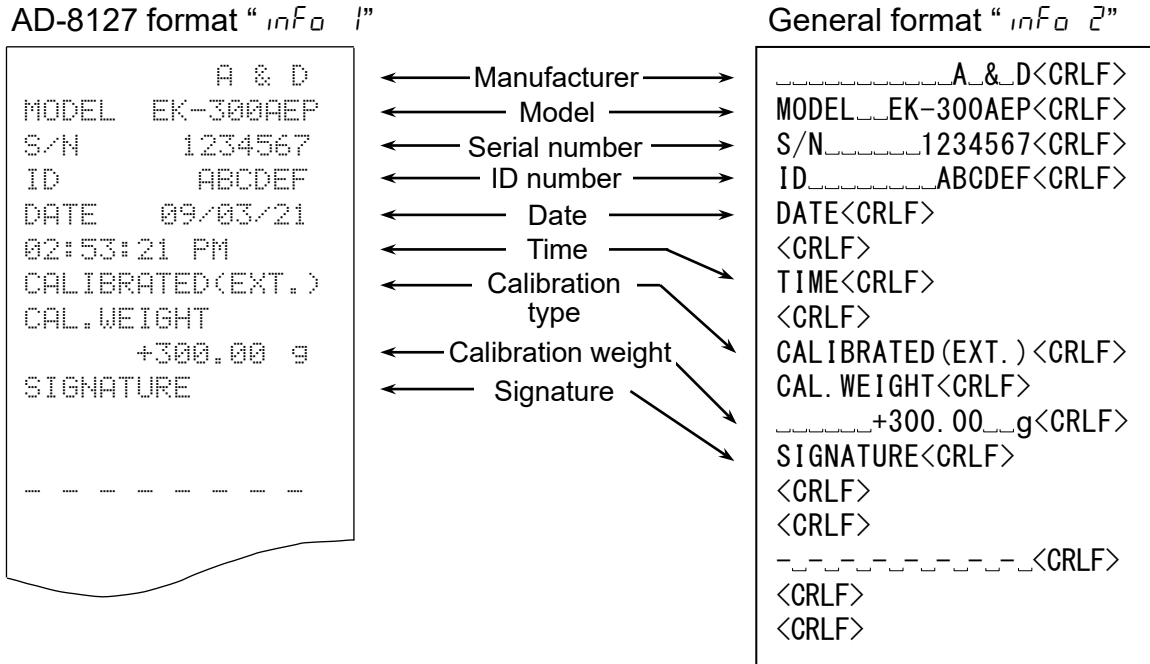 AD-8127 format “ inFo 1”
A & D
MODEL EK-300AEP
S/N 1234567
ID ABCDEF
DATE 09/03/21
02:53:21 PM
CALIBRATED(EXT.)
CAL.WEIGHT
+300.00 g
SIGNATURE
_ _ _ _ _ _ _ _
Manufacturer
Model
Serial number
ID number
Date
Time
Calibration
type
Calibration weight
Signature
General format “ inFo 2”
␣␣␣␣␣␣␣␣␣␣␣A␣&␣D<CRLF>
MODEL␣␣EK-300AEP<CRLF>
S/N␣␣␣␣␣␣1234567<CRLF>
ID␣␣␣␣␣␣␣␣ABCDEF<CRLF>
DATE<CRLF>
<CRLF>
TIME<CRLF>
<CRLF>
CALIBRATED(EXT.)<CRLF>
CAL.WEIGHT<CRLF>
␣␣␣␣␣␣+300.00␣␣g<CRLF>
SIGNATURE<CRLF>
<CRLF>
<CRLF>
-␣-␣-␣-␣-␣-␣-␣-␣<CRLF>
<CRLF>
<CRLF>